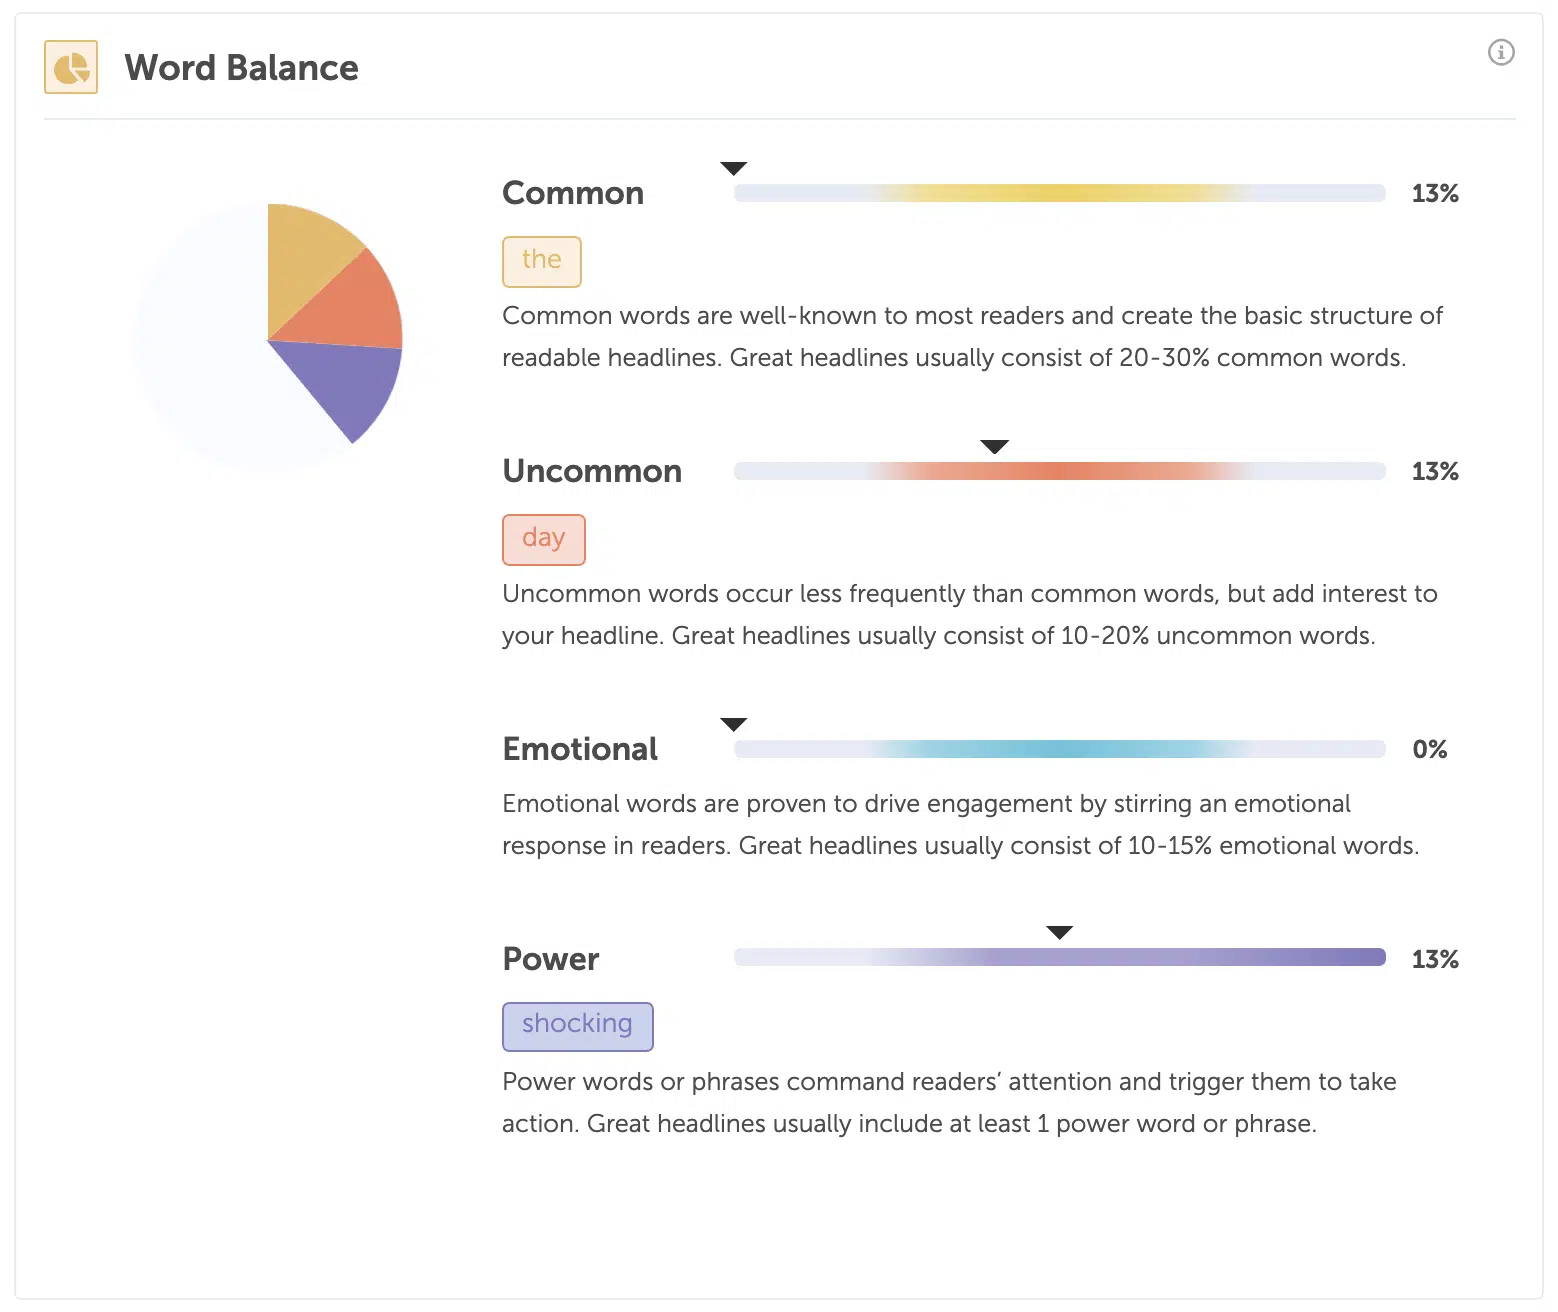 Word Balance
Common
13%
the
Common words are well-known to most readers and create the basic structure of
readable headlines. Great headlines usually consist of 20-30% common words.
Uncommon
13%
day
Uncommon words occur less frequently than common words, but add interest to
your headline. Great headlines usually consist of 10-20% uncommon words.
Emotional
0%
Emotional words are proven to drive engagement by stirring an emotional
response in readers. Great headlines usually consist of 10-15% emotional words.
Power
13%
shocking
Power words or phrases command readers’ attention and trigger them to take
action. Great headlines usually include at least 1 power word or phrase.